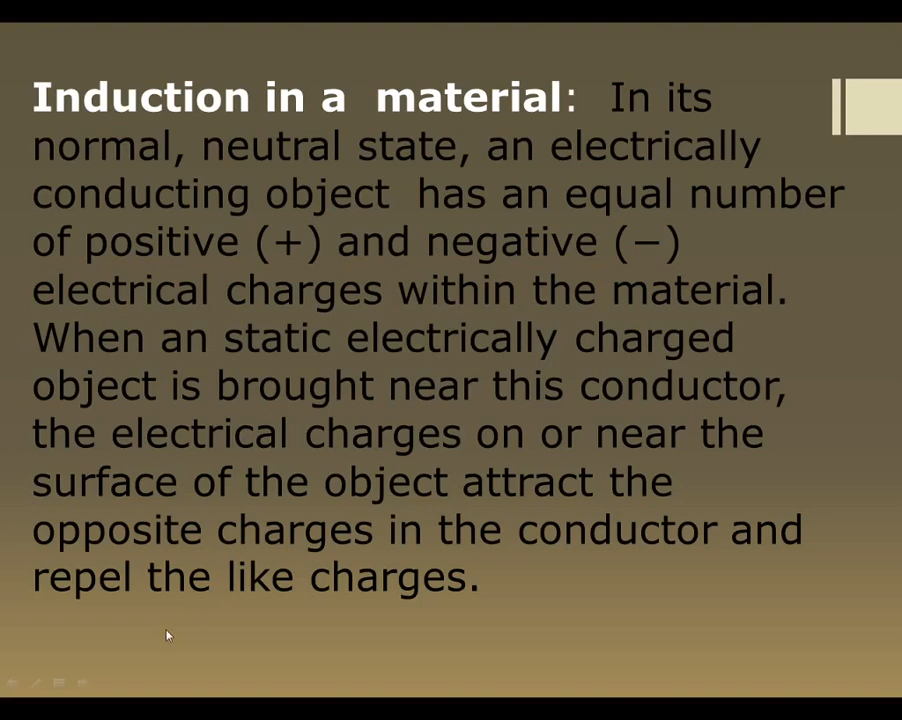 Induction in a  material:  In its
normal, neutral state, an electrically
conducting object  has an equal number
of positive (+) and negative (−)
electrical charges within the material.
When an static electrically charged
object is brought near this conductor,
the electrical charges on or near the
surface of the object attract the
opposite charges in the conductor and
repel the like charges.